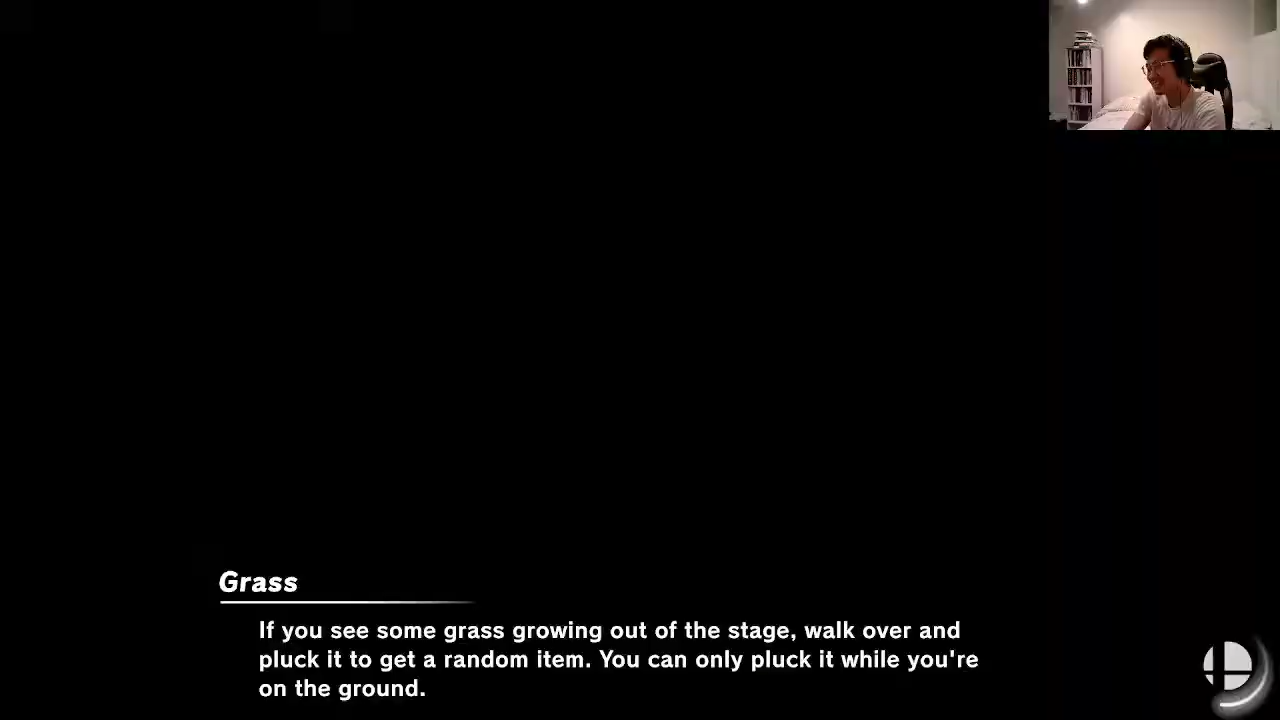 Grass
If you see some grass growing out of the stage, walk over and
pluck it to get a random item. You can only pluck it while you're
on the ground.